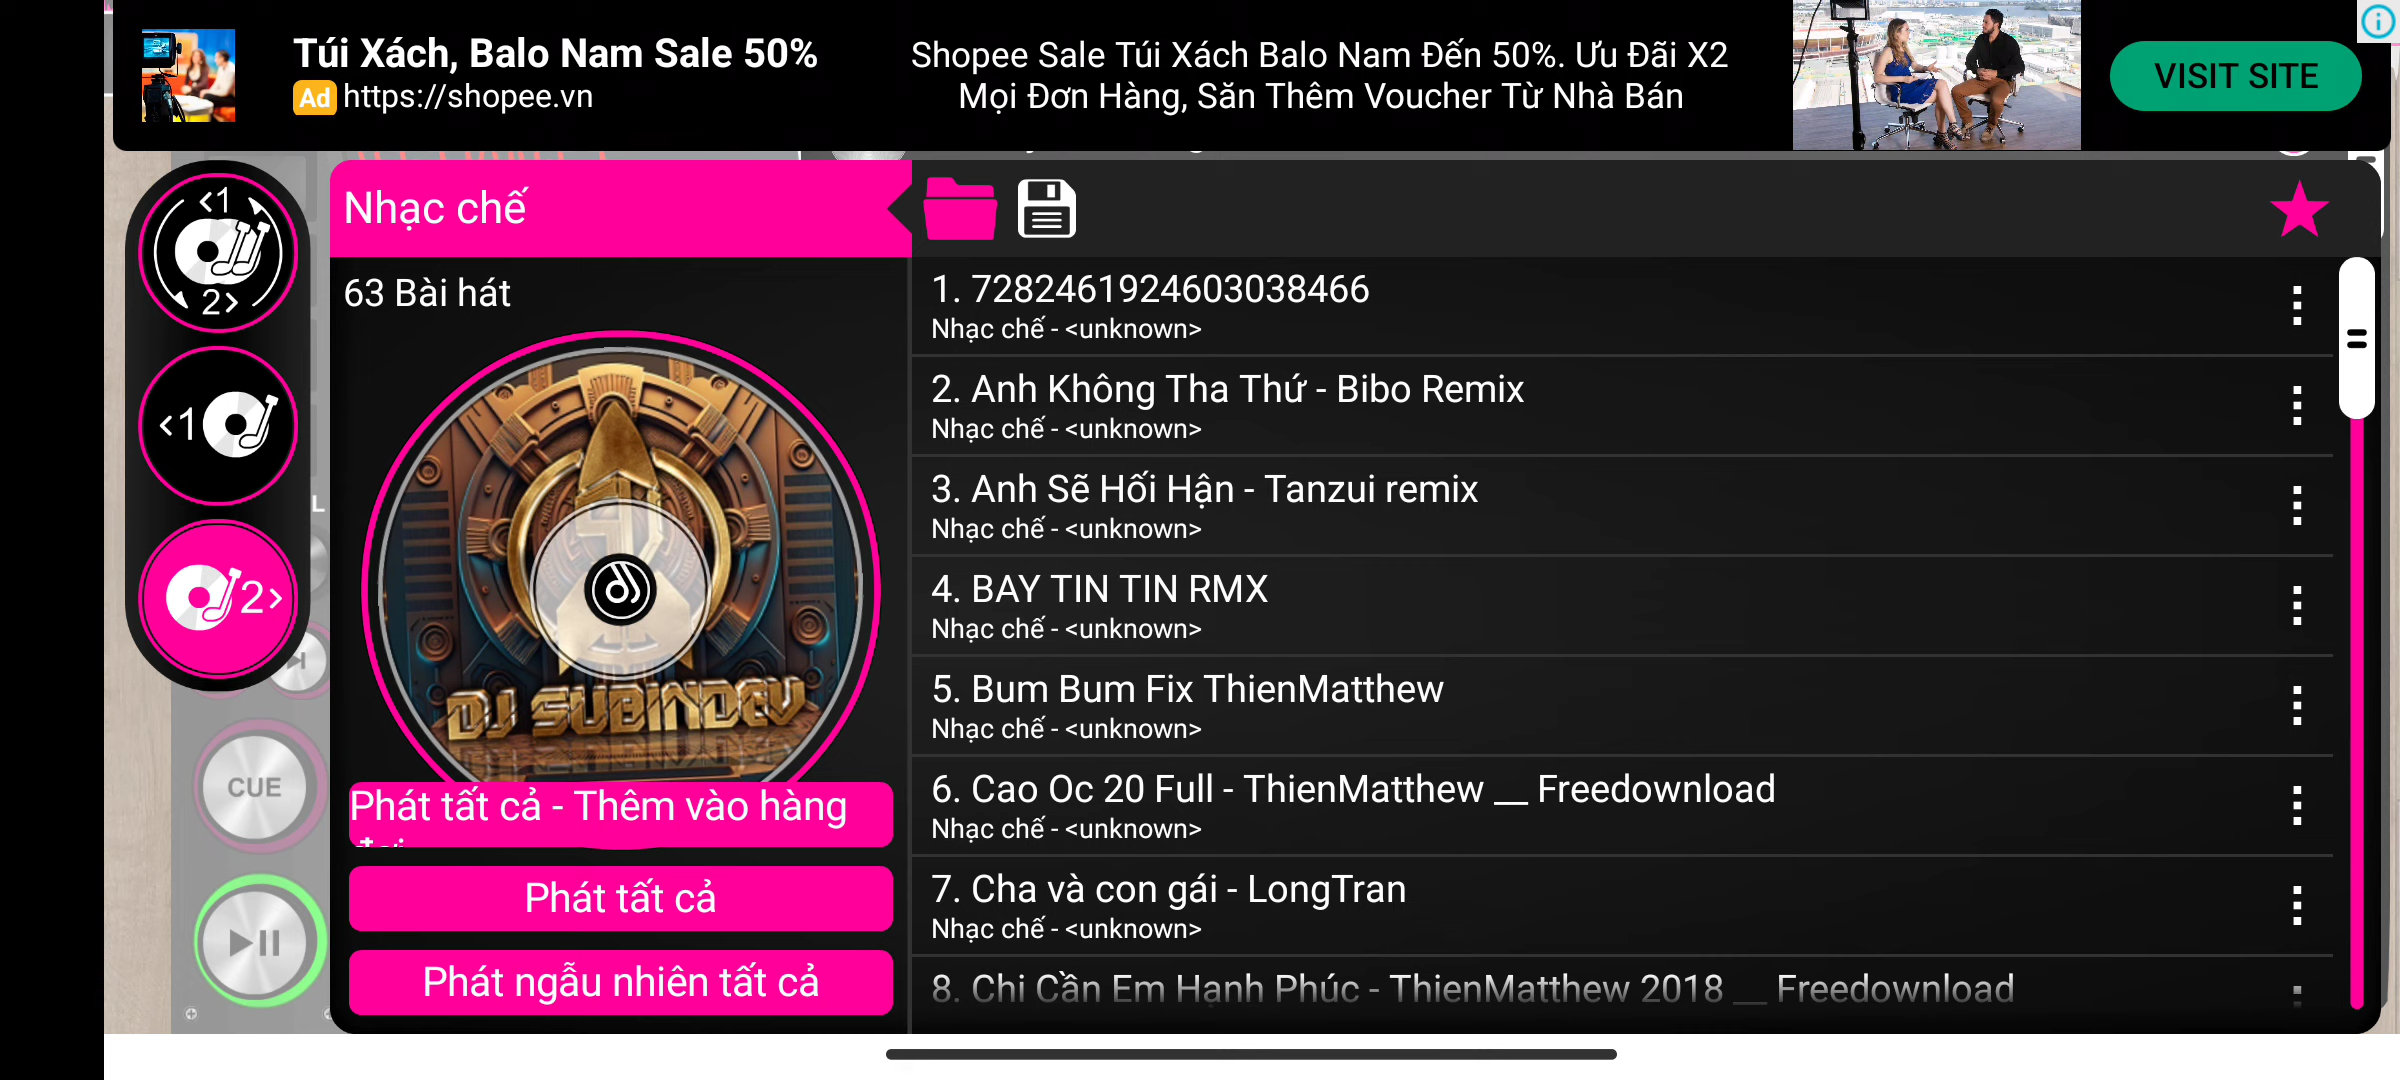 Túi Xách, Balo Nam Sale 50%
Ad https://shopee.vn
Shopee Sale Túi Xách Balo Nam Đến 50%. Ưu Đãi X2
Mọi Đơn Hàng, Săn Thêm Voucher Từ Nhà Bán
VISIT SITE
<1
2>
<1
2>
L
CUE
Nhạc chế
63 Bài hát
DJ SUBINDEV
Phát tất cả - Thêm vào hàng
Phát tất cả
Phát ngẫu nhiên tất cả
1. 7282461924603038466
Nhạc chế - <unknown>
2. Anh Không Tha Thứ - Bibo Remix
Nhạc chế - <unknown>
3. Anh Sẽ Hối Hận - Tanzui remix
Nhạc chế - <unknown>
4. BAY TIN TIN RMX
Nhạc chế - <unknown>
5. Bum Bum Fix ThienMatthew
Nhạc chế - <unknown>
6. Cao Oc 20 Full - ThienMatthew __ Freedownload
Nhạc chế - <unknown>
7. Cha và con gái - LongTran
Nhạc chế - <unknown>
8. Chi Cần Em Hạnh Phúc - ThienMatthew 2018 __ Freedownload